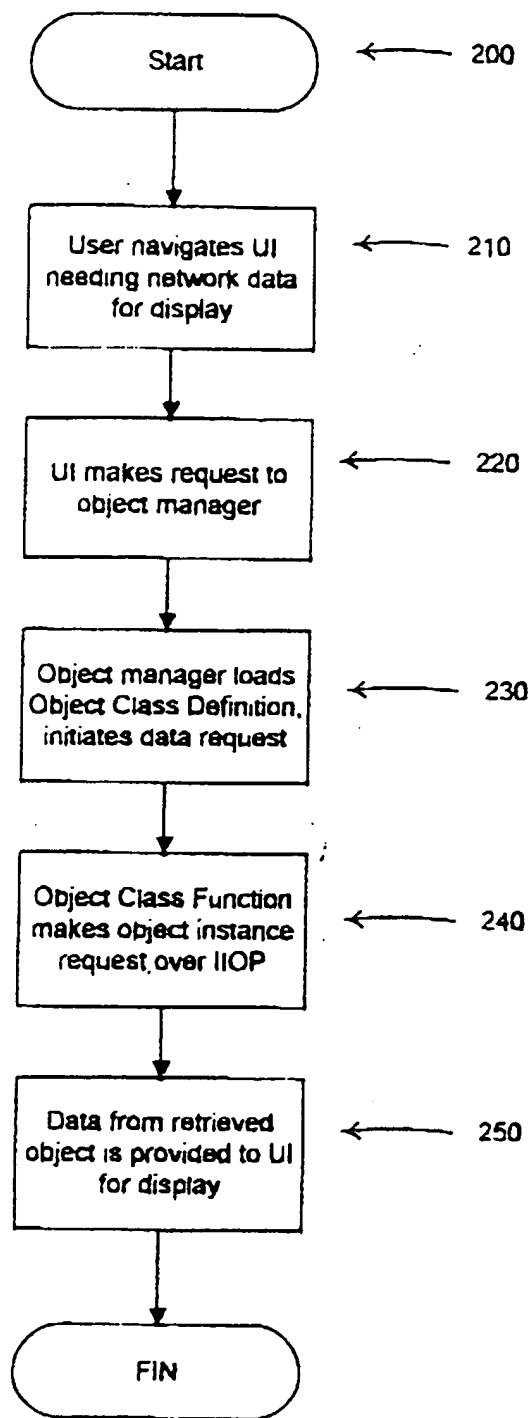 Start
200
User navigates UI
needing network data
for display
210
UI makes request to
object manager
220
Object manager loads
Object Class Definition,
initiates data request
230
Object Class Function
makes object instance
request over IIOP
240
Data from retrieved
object is provided to UI
for display
250
FIN